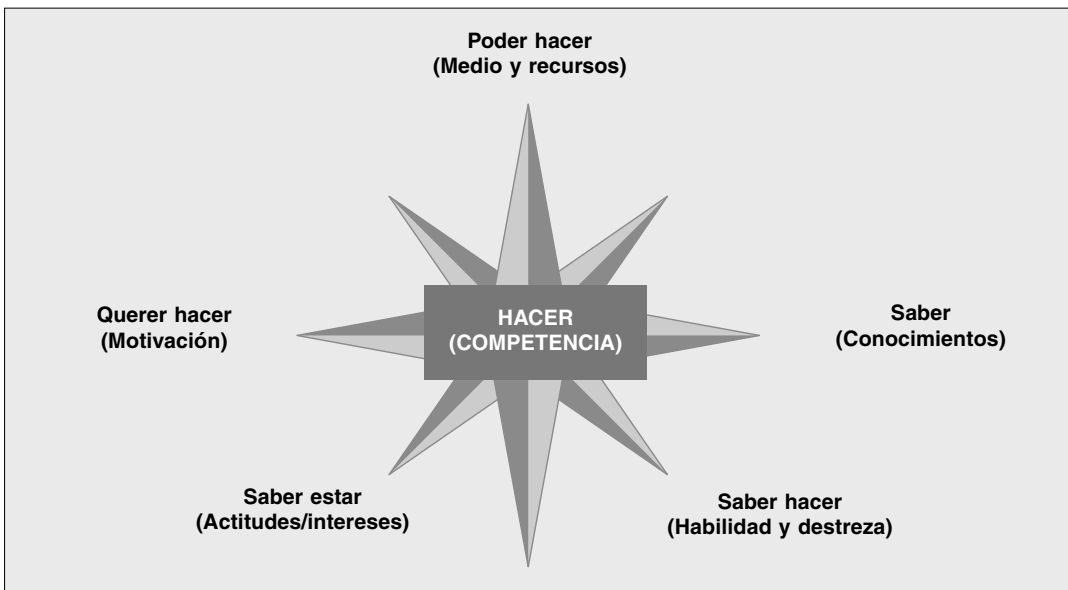 Poder hacer
(Medio y recursos)
Querer hacer
(Motivación)
HACER
(COMPETENCIA)
Saber
(Conocimientos)
Saber estar
(Actitudes/intereses)
Saber hacer
(Habilidad y destreza)